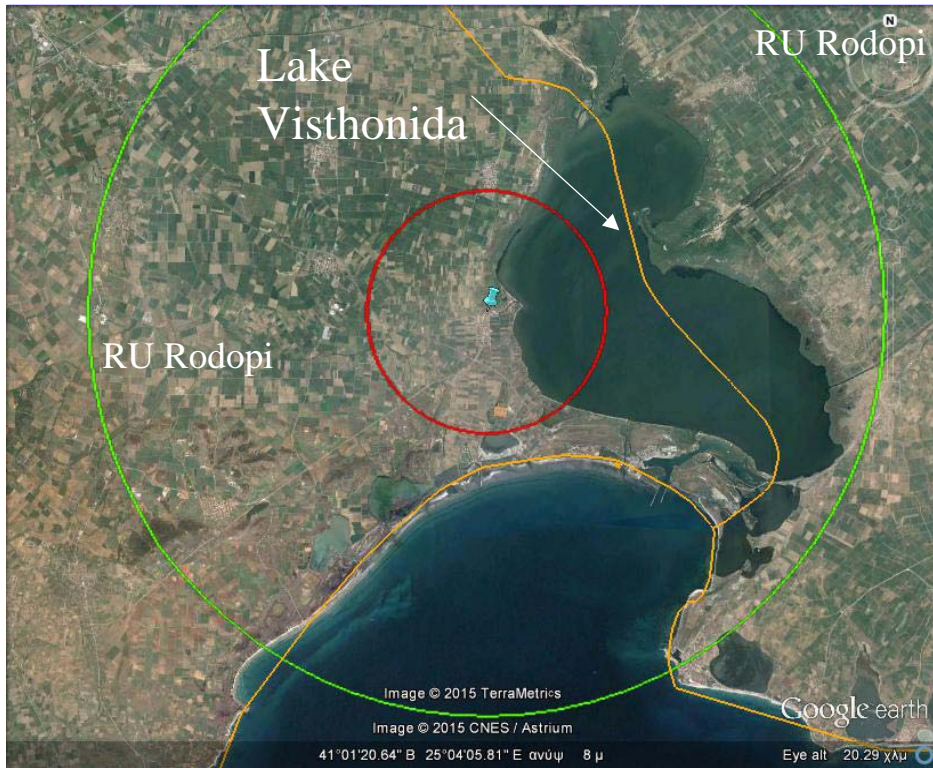 N
RU Rodopi
Lake
Visthonida
RU Rodopi
Image © 2015 TerraMetrics
Image © 2015 CNES / Astrium
Google earth
41°01'20.64" Β 25°04'05.81" Ε ανύψ 8 μ
Eye alt 20.29 χλμ